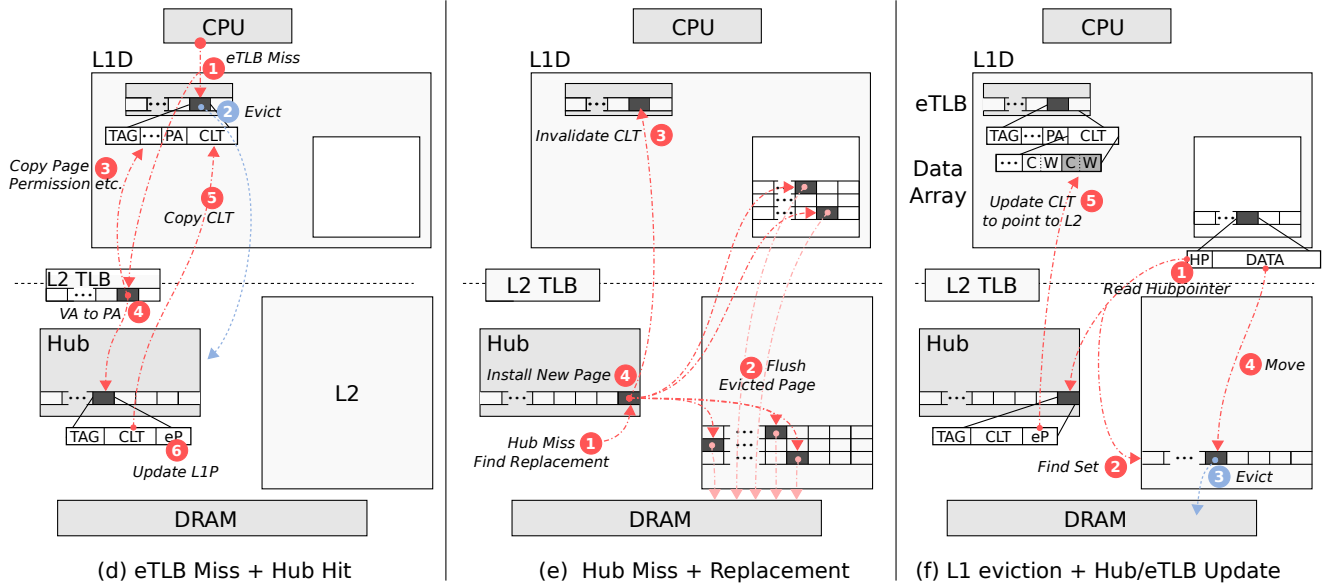 CPU
L1D
1 eTLB Miss
2 Evict
TAG ··· PA CLT
Copy Page 3
Permission etc.
5
Copy CLT
L2 TLB
VA to PA 4
Hub
L2
TAG CLT eP
6
Update L1P
DRAM
(d) eTLB Miss + Hub Hit
CPU
L1D
Invalidate CLT 3
L2 TLB
Hub
Install New Page 4
2 Flush
Evicted Page
Hub Miss 1
Find Replacement
DRAM
(e) Hub Miss + Replacement
CPU
L1D
eTLB
TAG ··· PA CLT
Data
Array
··· C W C W
Update CLT 5
to point to L2
HP DATA
1
Read Hubpointer
L2 TLB
Hub
4 Move
TAG CLT eP
Find Set 2
3 Evict
DRAM
(f) L1 eviction + Hub/eTLB Update